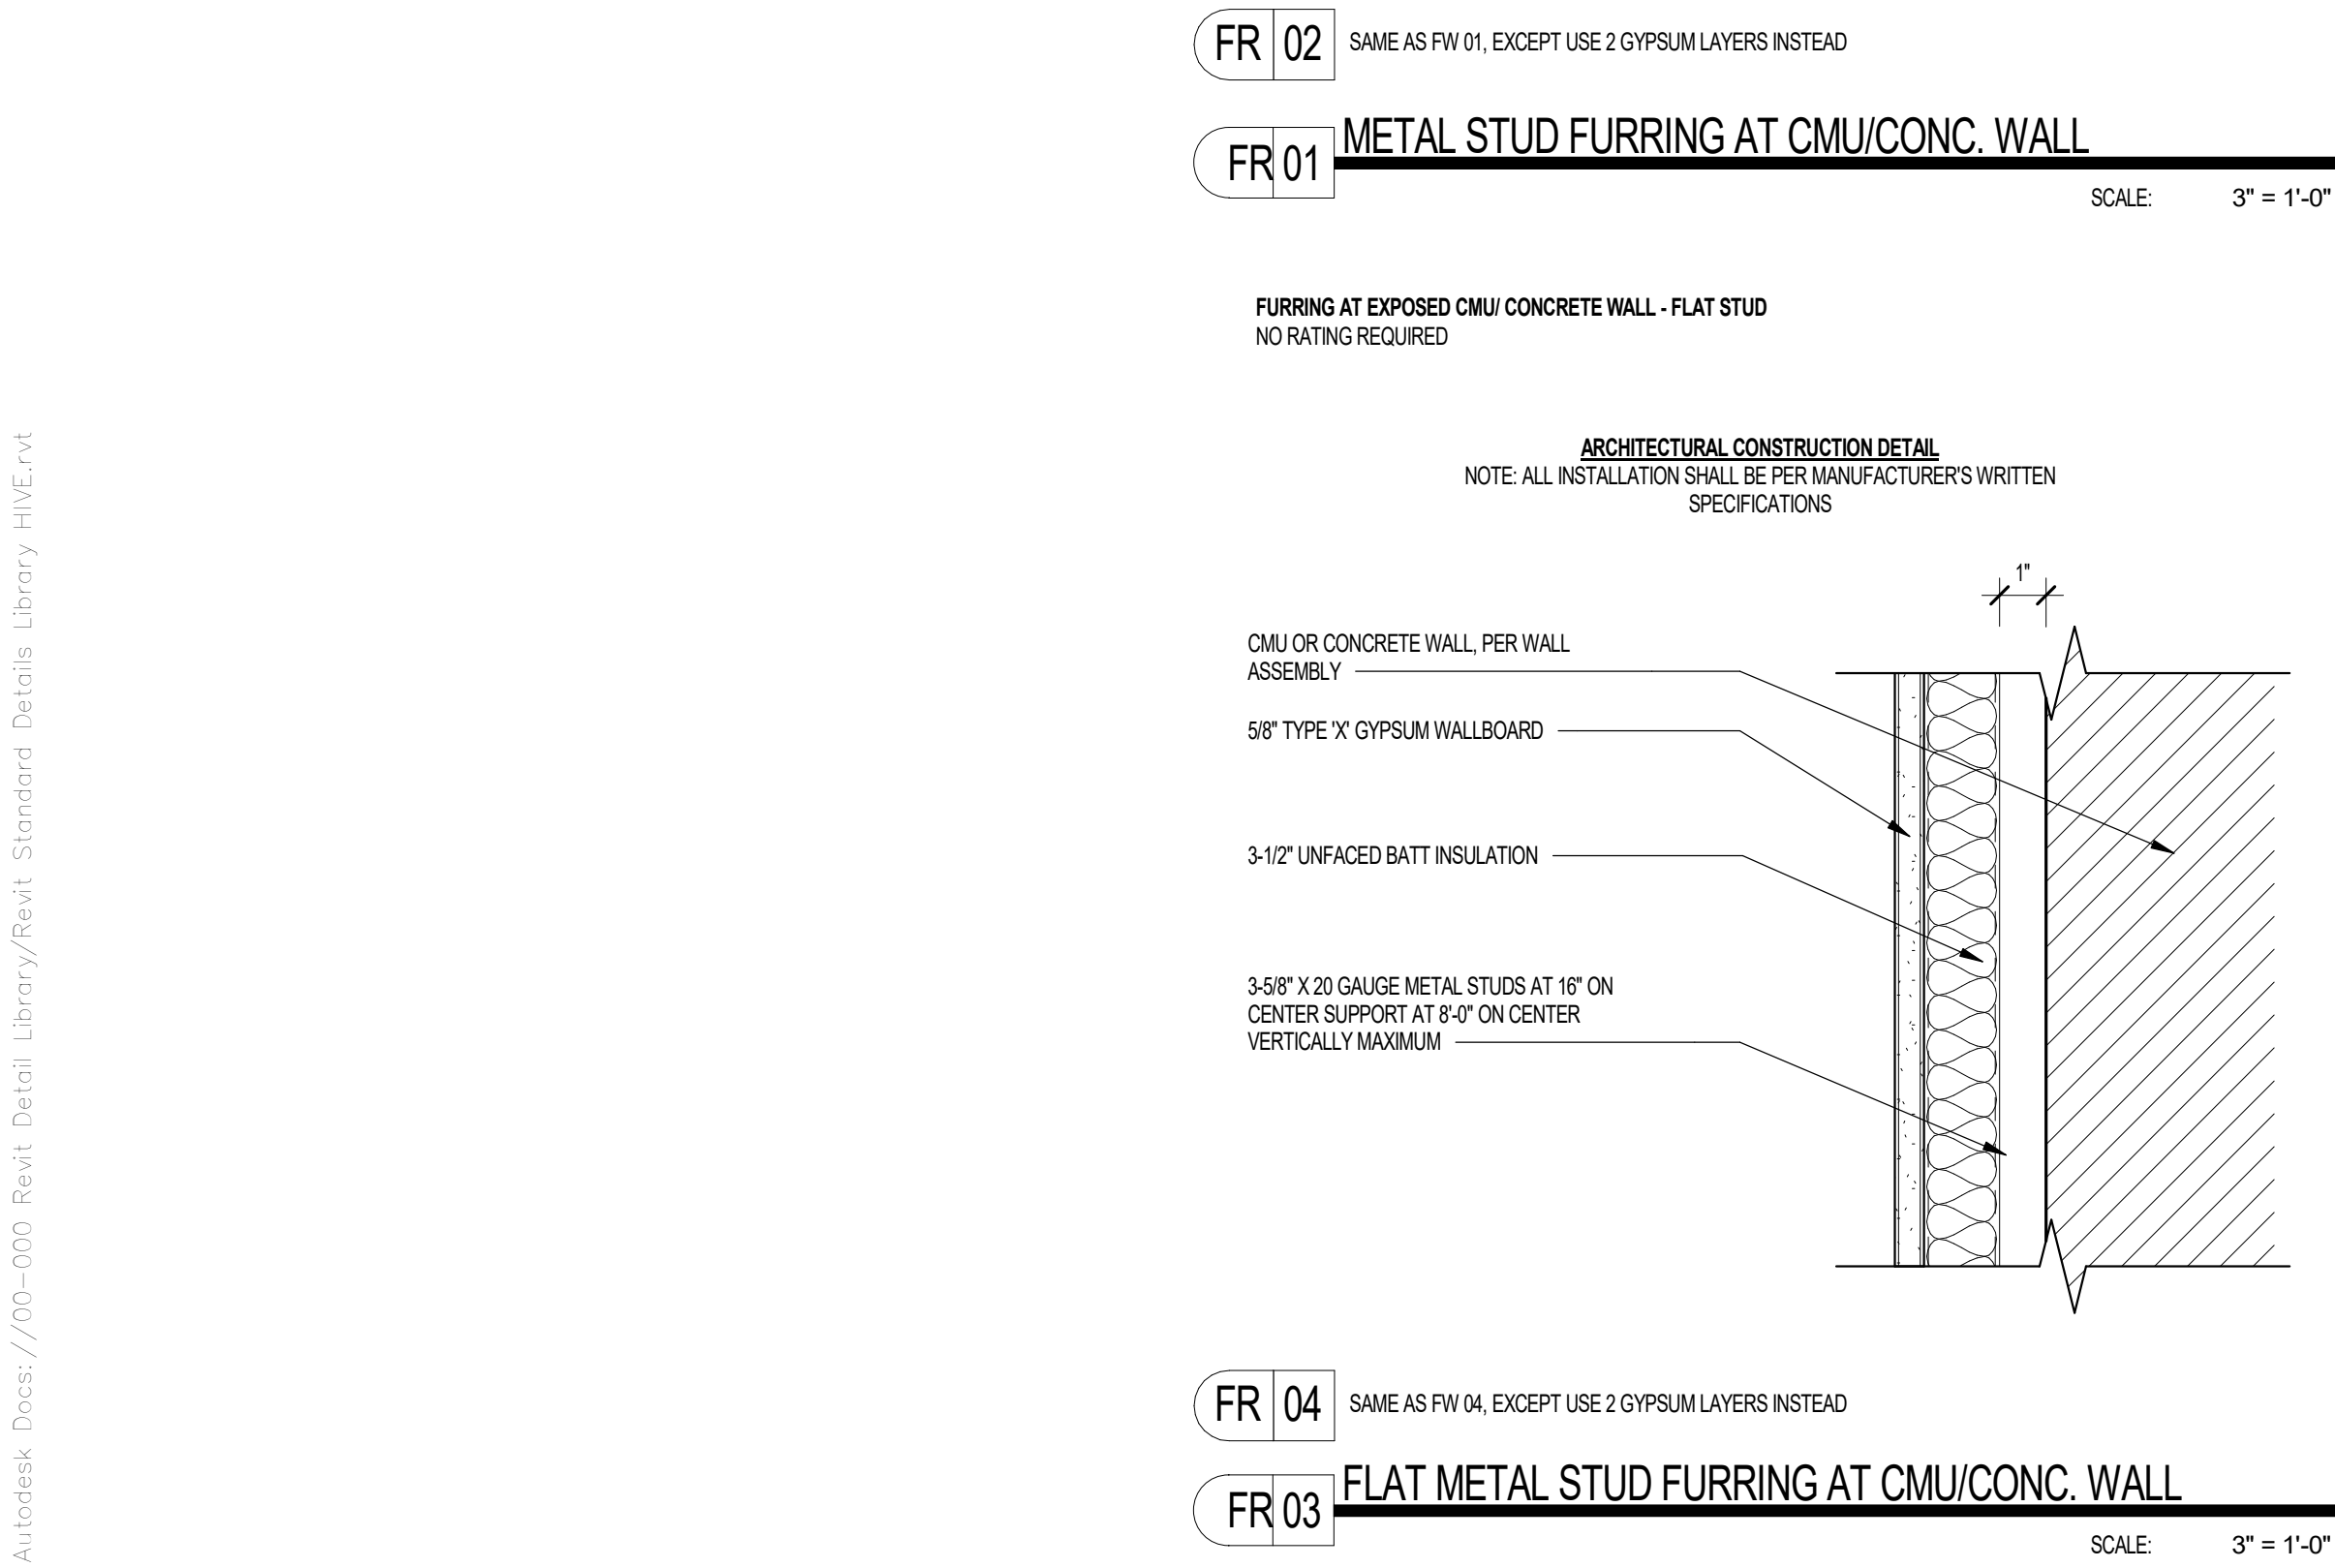 FR 02 SAME AS FW 01, EXCEPT USE 2 GYPSUM LAYERS INSTEAD
METAL STUD FURRING AT CMU/CONC. WALL
FR 01
SCALE: 3" = 1'-0"
FURRING AT EXPOSED CMU/ CONCRETE WALL - FLAT STUD
NO RATING REQUIRED
ARCHITECTURAL CONSTRUCTION DETAIL
NOTE: ALL INSTALLATION SHALL BE PER MANUFACTURER'S WRITTEN
SPECIFICATIONS
1"
CMU OR CONCRETE WALL, PER WALL
ASSEMBLY
5/8" TYPE 'X' GYPSUM WALLBOARD
3-1/2" UNFACED BATT INSULATION
3-5/8" X 20 GAUGE METAL STUDS AT 16" ON
CENTER SUPPORT AT 8'-0" ON CENTER
VERTICALLY MAXIMUM
FR 04 SAME AS FW 04, EXCEPT USE 2 GYPSUM LAYERS INSTEAD
FLAT METAL STUD FURRING AT CMU/CONC. WALL
FR 03
SCALE: 3" = 1'-0"
Autodesk Docs://00-000 Revit Detail Library/Revit Standard Details Library HIVE.rvt